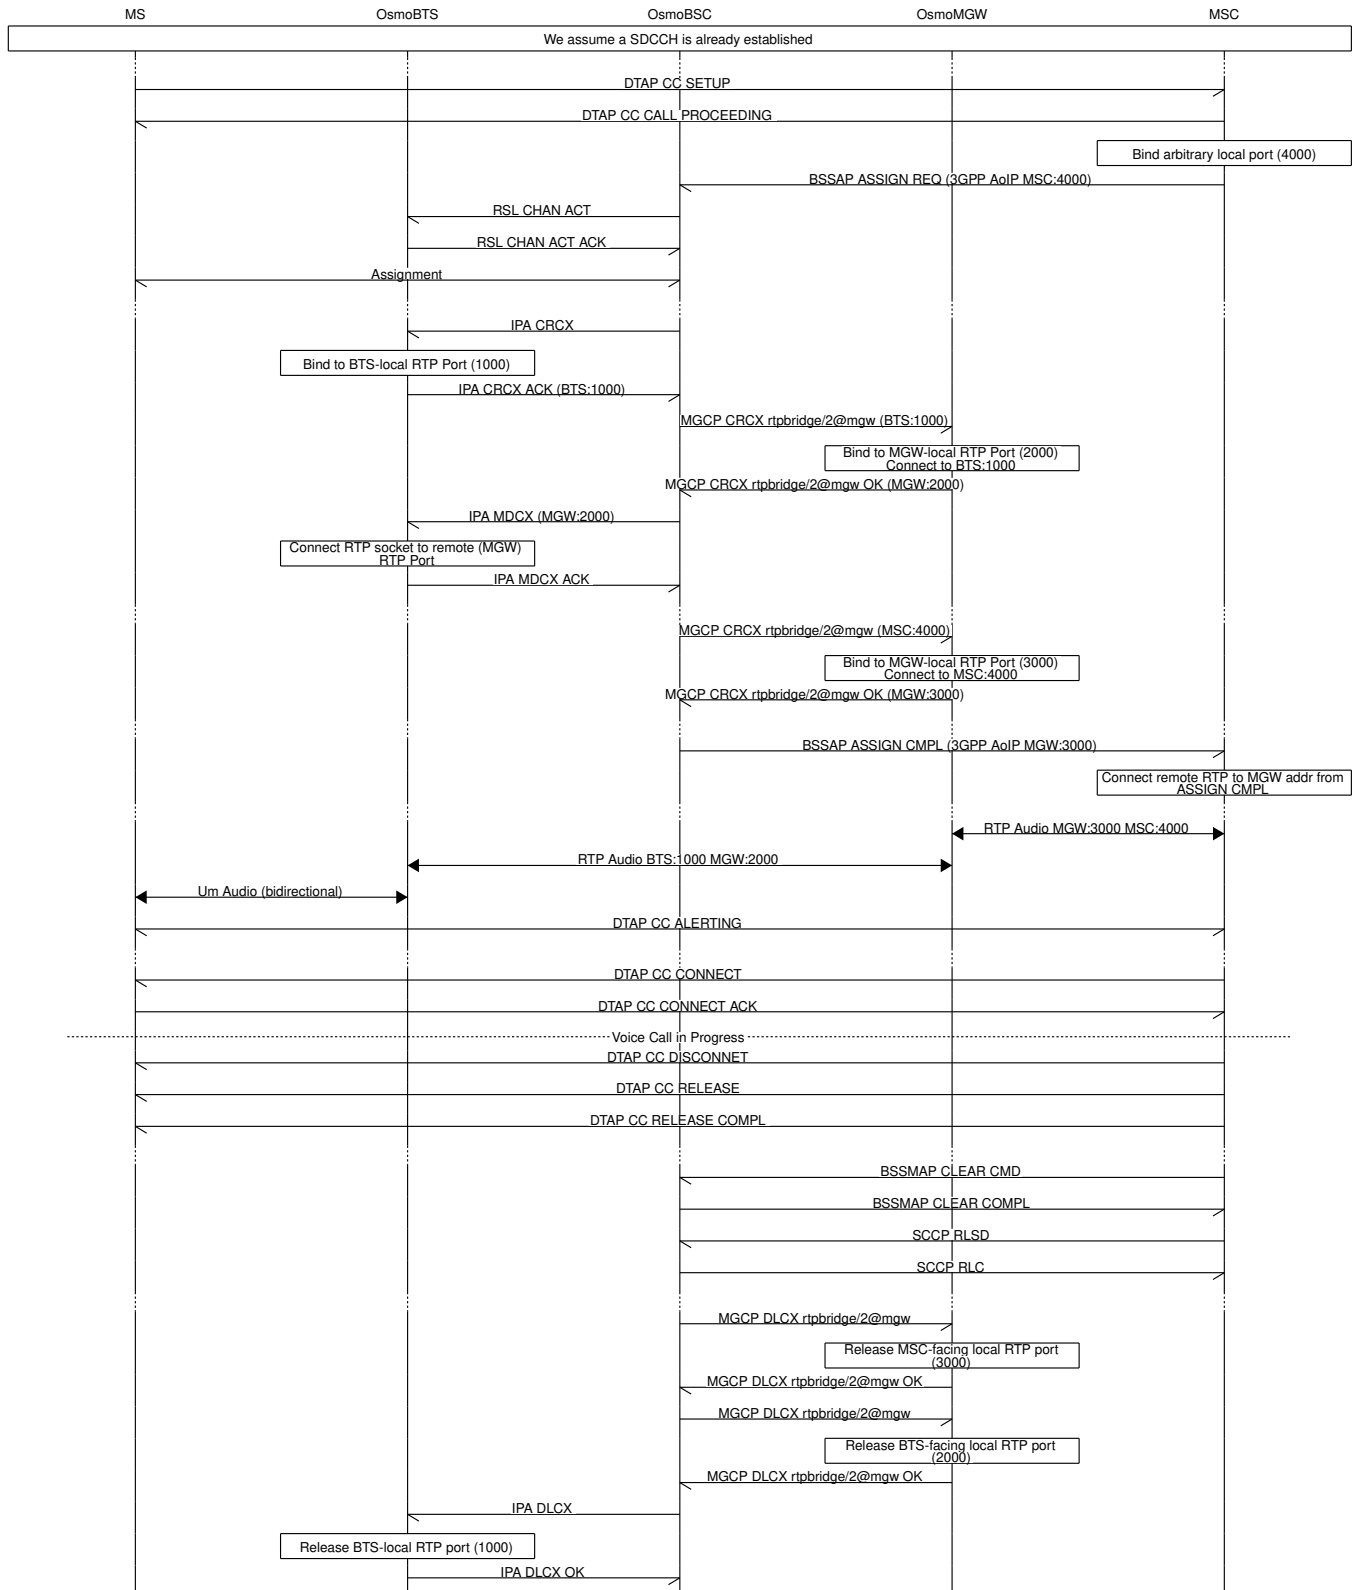 MS OsmoBTS OsmoBSC OsmoMGW MSC
We assume a SDCCH is already established
DTAP CC SETUP
DTAP CC CALL PROCEEDING
Bind arbitrary local port (4000)
BSSAP ASSIGN REQ (3GPP AoIP MSC:4000)
RSL CHAN ACT
RSL CHAN ACT ACK
Assignment
IPA CRCX
Bind to BTS-local RTP Port (1000)
IPA CRCX ACK (BTS:1000)
MGCP CRCX rtpbridge/2@mgw (BTS:1000)
Bind to MGW-local RTP Port (2000)
Connect to BTS:1000
MGCP CRCX rtpbridge/2@mgw OK (MGW:2000)
IPA MDCX (MGW:2000)
Connect RTP socket to remote (MGW)
RTP Port
IPA MDCX ACK
MGCP CRCX rtpbridge/2@mgw (MSC:4000)
Bind to MGW-local RTP Port (3000)
Connect to MSC:4000
MGCP CRCX rtpbridge/2@mgw OK (MGW:3000)
BSSAP ASSIGN CMPL (3GPP AoIP MGW:3000)
Connect remote RTP to MGW addr from
ASSIGN CMPL
RTP Audio MGW:3000 MSC:4000
RTP Audio BTS:1000 MGW:2000
Um Audio (bidirectional)
DTAP CC ALERTING
DTAP CC CONNECT
DTAP CC CONNECT ACK
Voice Call in Progress
DTAP CC DISCONNET
DTAP CC RELEASE
DTAP CC RELEASE COMPL
BSSMAP CLEAR CMD
BSSMAP CLEAR COMPL
SCCP RLSD
SCCP RLC
MGCP DLCX rtpbridge/2@mgw
Release MSC-facing local RTP port
(3000)
MGCP DLCX rtpbridge/2@mgw OK
MGCP DLCX rtpbridge/2@mgw
Release BTS-facing local RTP port
(2000)
MGCP DLCX rtpbridge/2@mgw OK
IPA DLCX
Release BTS-local RTP port (1000)
IPA DLCX OK